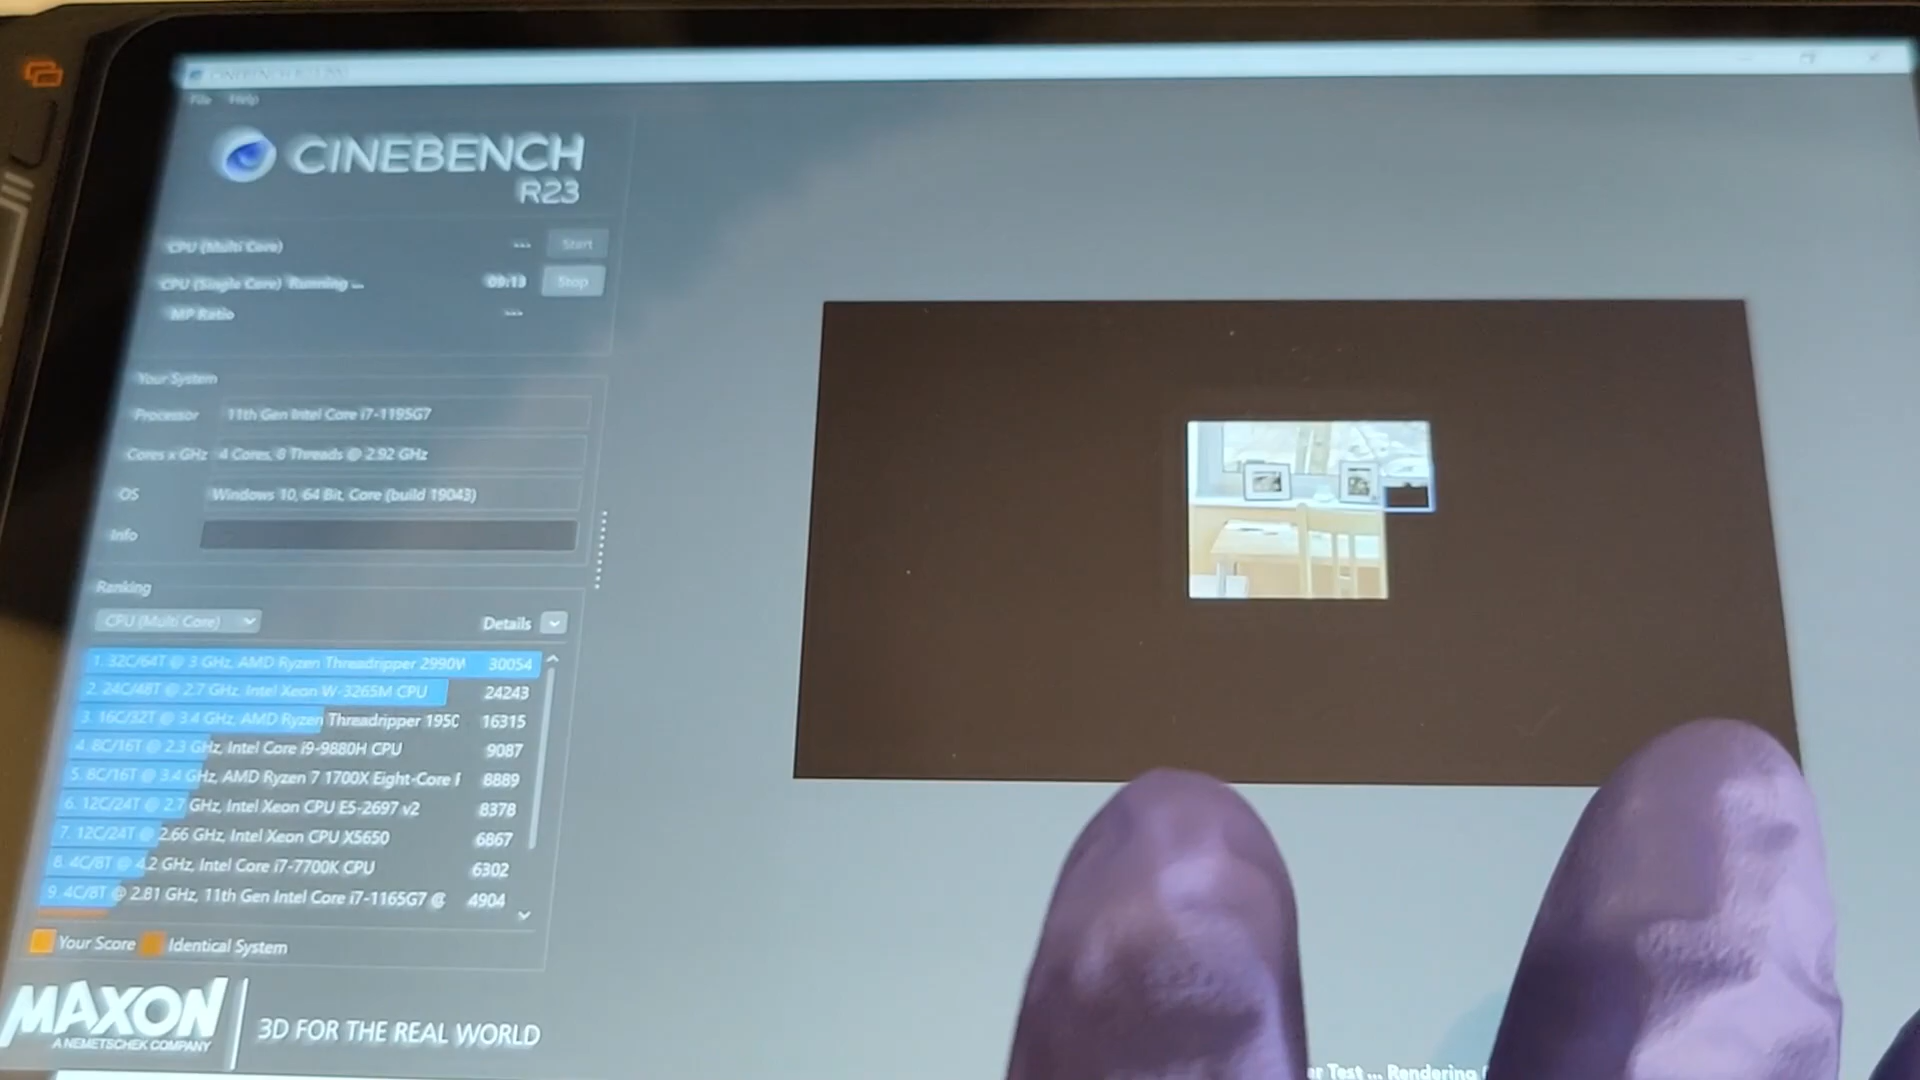 CINEBENCH R23.200
File Help
CINEBENCH
R23
CPU (Multi Core) --- Start
CPU (Single Core) Running ... 09:13 Stop
MP Ratio ---
Your System
Processor 11th Gen Intel Core i7-1195G7
Cores x GHz 4 Cores, 8 Threads @ 2.92 GHz
OS Windows 10, 64 Bit, Core (build 19043)
Info
Ranking
CPU (Multi Core) Details
1. 32C/64T @ 3 GHz, AMD Ryzen Threadripper 2990W 30054
2. 24C/48T @ 2.7 GHz, Intel Xeon W-3265M CPU 24243
3. 16C/32T @ 3.4 GHz, AMD Ryzen Threadripper 1950 16315
4. 8C/16T @ 2.3 GHz, Intel Core i9-9880H CPU 9087
5. 8C/16T @ 3.4 GHz, AMD Ryzen 7 1700X Eight-Core 8889
6. 12C/24T @ 2.7 GHz, Intel Xeon CPU E5-2697 v2 8378
7. 12C/24T @ 2.66 GHz, Intel Xeon CPU X5650 6867
8. 4C/8T @ 4.2 GHz, Intel Core i7-7700K CPU 6302
9. 4C/8T @ 2.81 GHz, 11th Gen Intel Core i7-1165G7 @ 4904
Your Score Identical System
MAXON
A NEMETSCHEK COMPANY
3D FOR THE REAL WORLD
Test ... Rendering